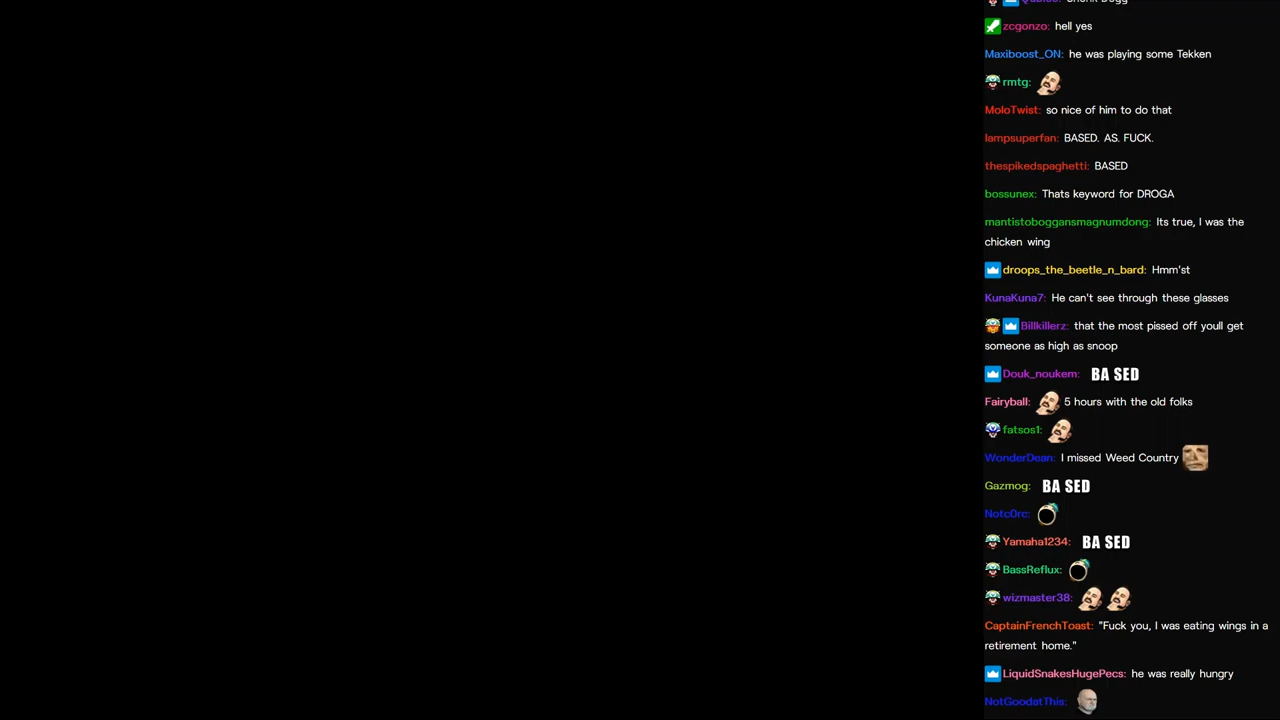 zcgonzo: hell yes
Maxiboost_ON: he was playing some Tekken
rmtg:
MoloTwist: so nice of him to do that
lampsuperfan: BASED. AS. FUCK.
thespikedspaghetti: BASED
bossunex: Thats keyword for DROGA
mantistoboggansmagnumdong: Its true, I was the
chicken wing
droops_the_beetle_n_bard: Hmm'st
KunaKuna7: He can't see through these glasses
Billkillerz: that the most pissed off youll get
someone as high as snoop
Douk_noukem: BA SED
Fairyball: 5 hours with the old folks
fatsos1:
WonderDean: I missed Weed Country
Gazmog: BA SED
Notc0rc:
Yamaha1234: BA SED
BassReflux:
wizmaster38:
CaptainFrenchToast: "Fuck you, I was eating wings in a
retirement home."
LiquidSnakesHugePecs: he was really hungry
NotGoodatThis: